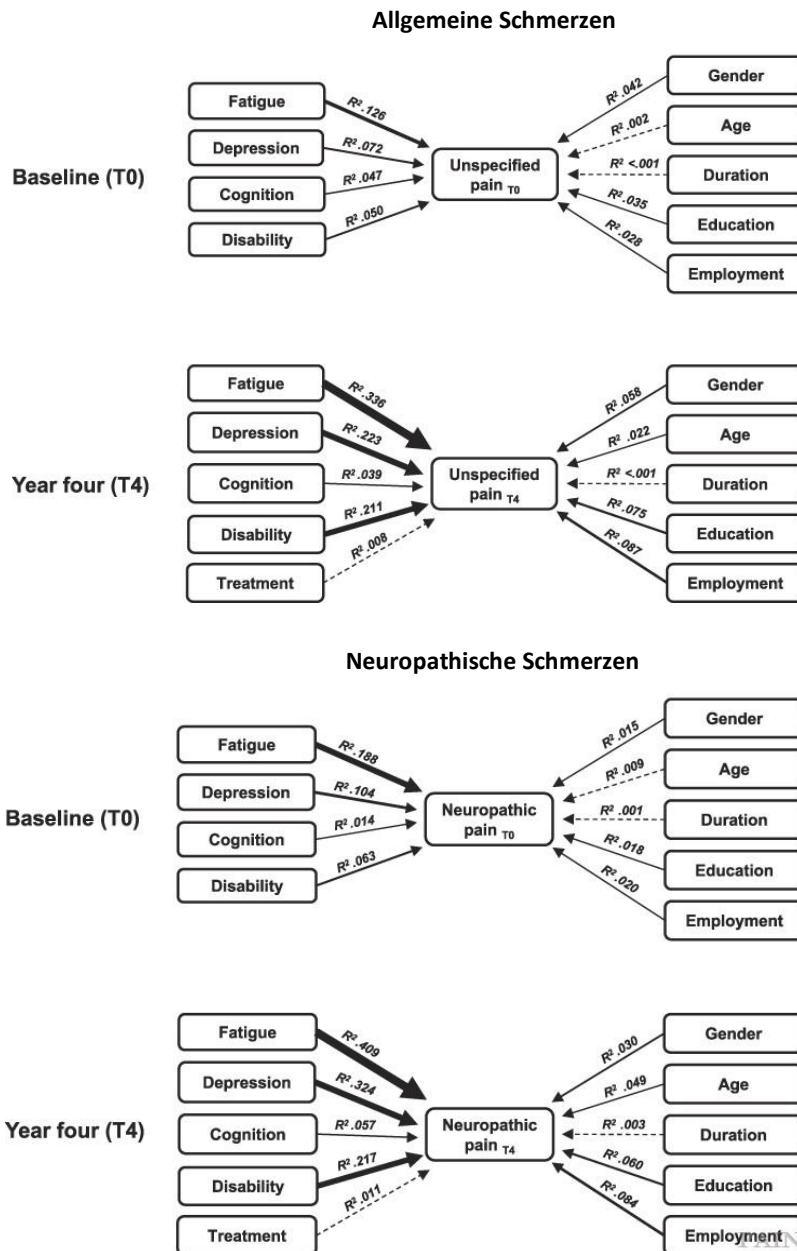 Allgemeine Schmerzen
Baseline (T0)
Fatigue
Depression
Cognition
Disability
R² .126
R² .072
R² .047
R² .050
Unspecified
pain T0
R² .042
R² .002
R² <.001
R² .035
R² .028
Gender
Age
Duration
Education
Employment
Year four (T4)
Fatigue
Depression
Cognition
Disability
Treatment
R² .336
R² .223
R² .039
R² .211
R² .008
Unspecified
pain T4
R² .058
R² .022
R² <.001
R² .075
R² .087
Gender
Age
Duration
Education
Employment
Neuropathische Schmerzen
Baseline (T0)
Fatigue
Depression
Cognition
Disability
R² .188
R² .104
R² .014
R² .063
Neuropathic
pain T0
R² .015
R² .009
R² .001
R² .018
R² .020
Gender
Age
Duration
Education
Employment
Year four (T4)
Fatigue
Depression
Cognition
Disability
Treatment
R² .409
R² .324
R² .057
R² .217
R² .011
Neuropathic
pain T4
R² .030
R² .049
R² .003
R² .060
R² .084
Gender
Age
Duration
Education
Employment
PAIN